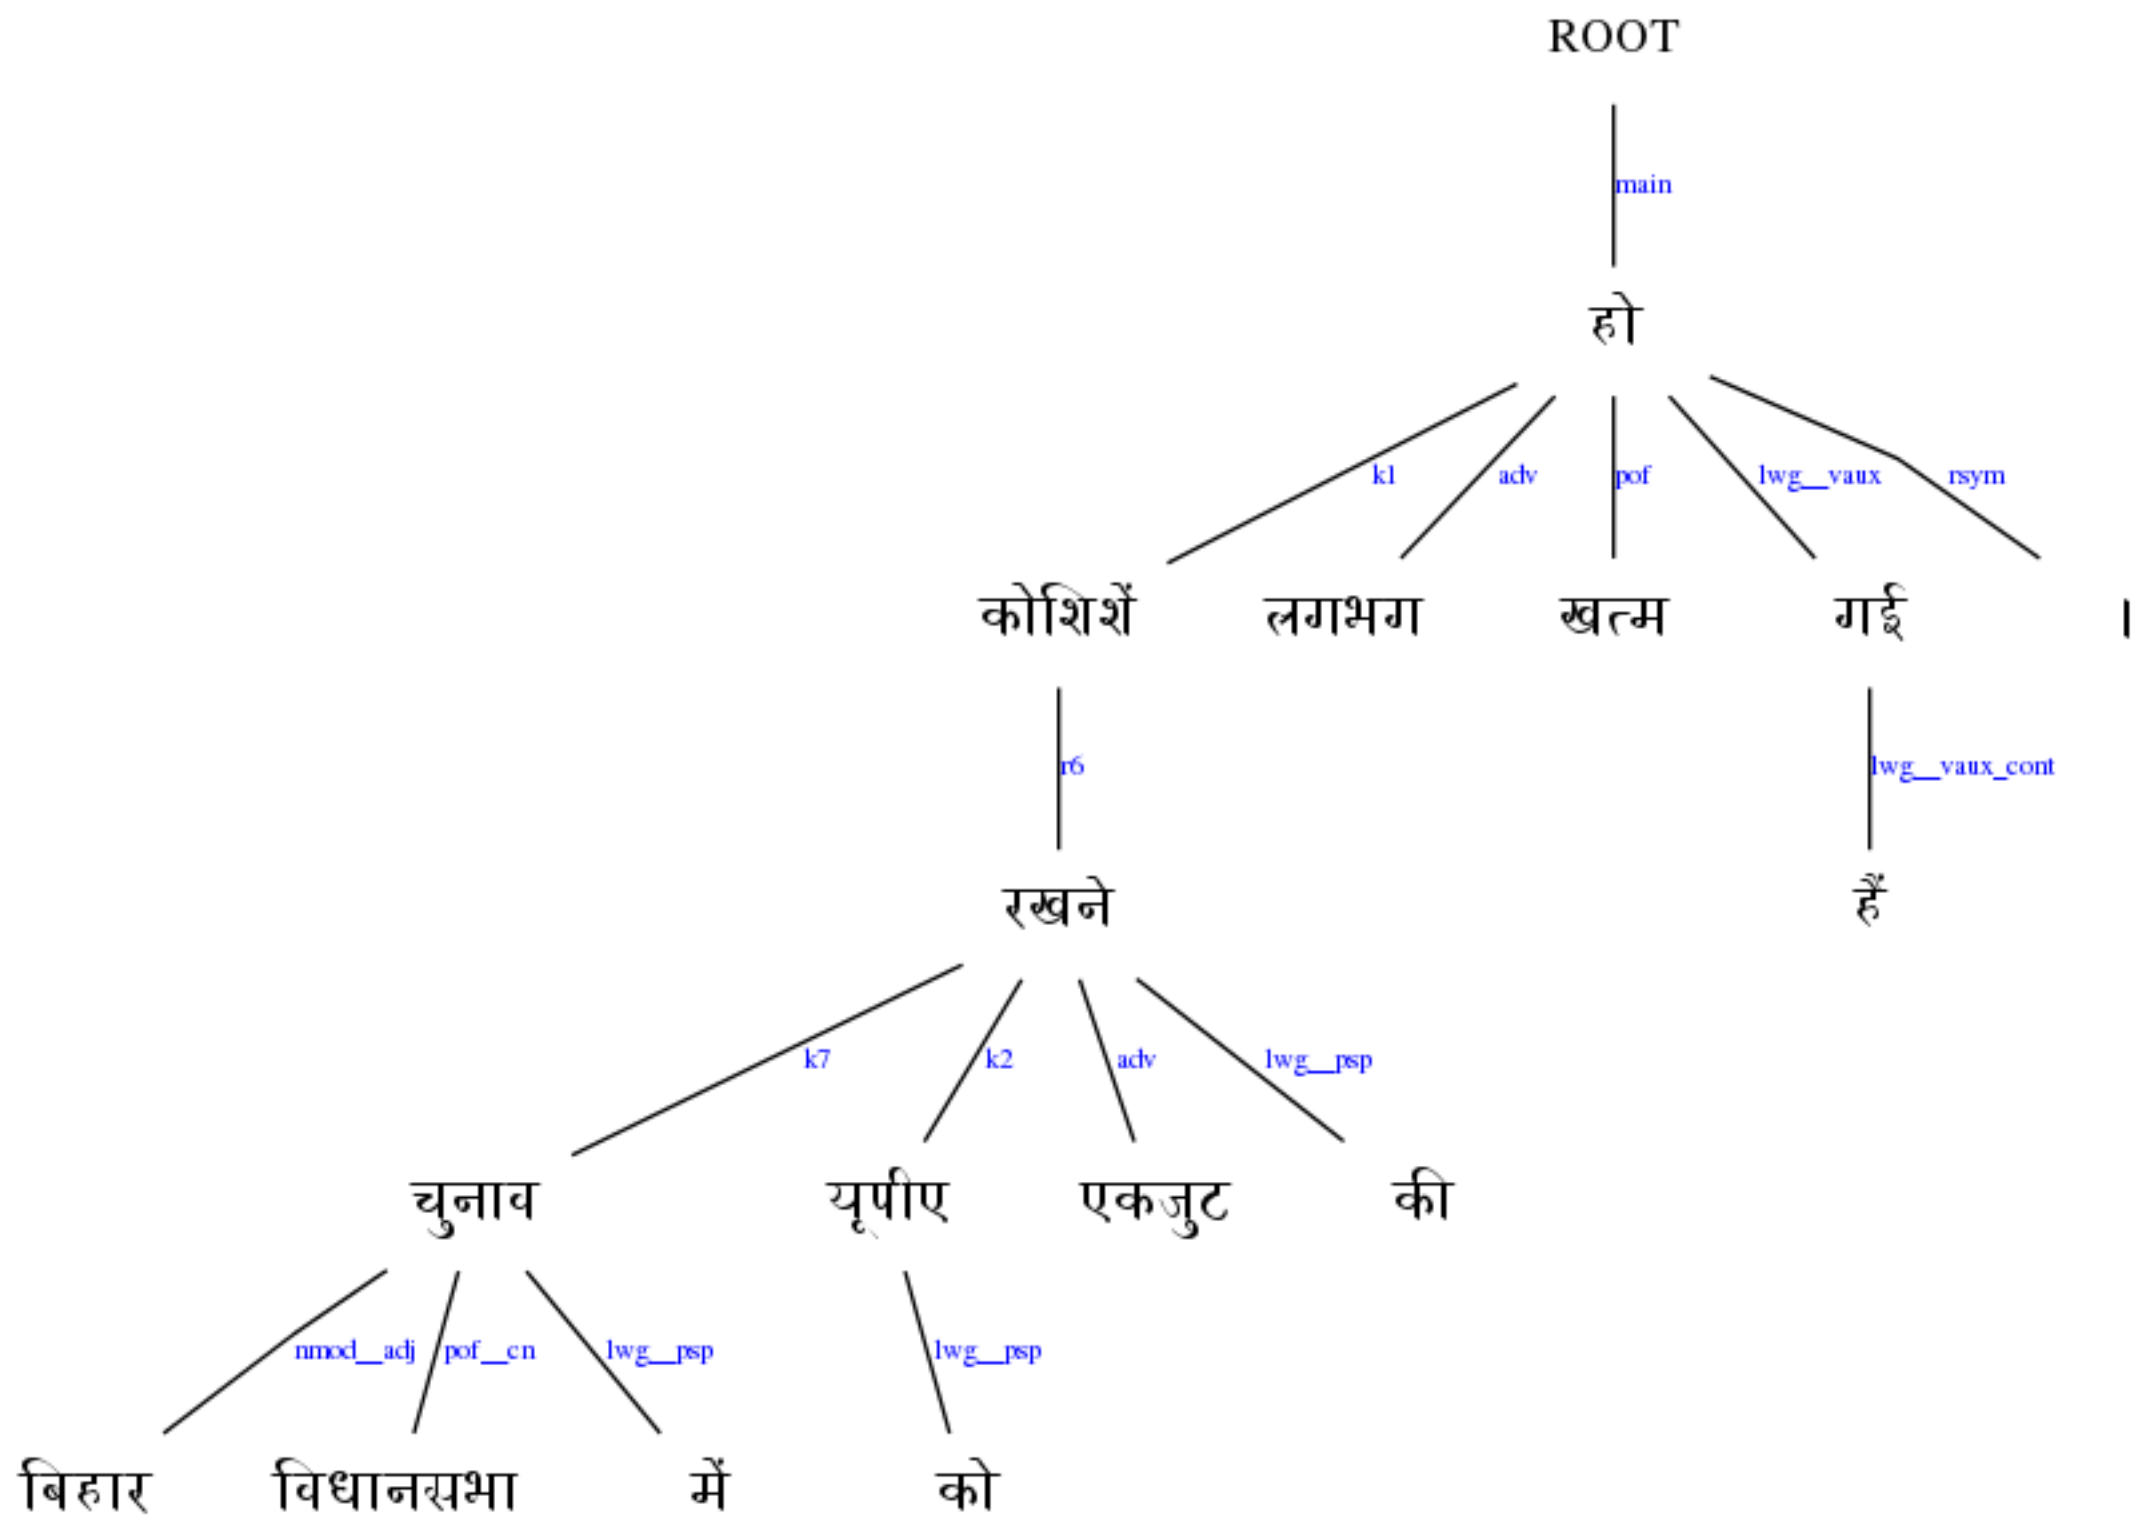 ROOT
main
हो
k1 adv pof lwg__vaux rsym
कोशिशें लगभग खत्म गई ।
r6 lwg__vaux_cont
रखने हैं
k7 k2 adv lwg__psp
चुनाव यूपीए एकजुट की
nmod__adj pof__cn lwg__psp lwg__psp
बिहार विधानसभा में को